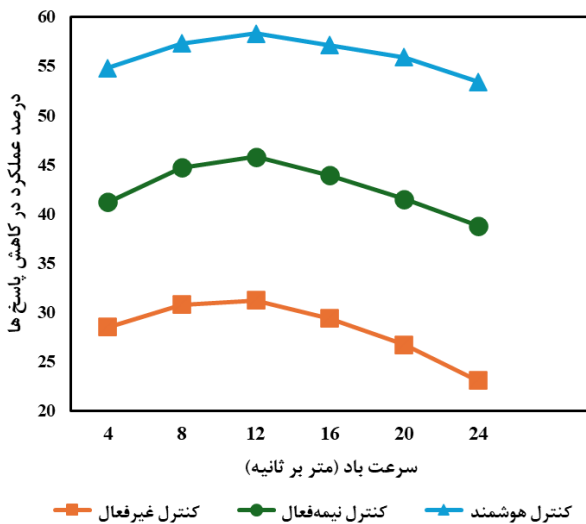 درصد عملکرد در کاهش پاسخ ها
60
55
50
45
40
35
30
25
20
4 8 12 16 20 24
سرعت باد (متر بر ثانیه)
کنترل هوشمند کنترل نیمه‌فعال کنترل غیرفعال